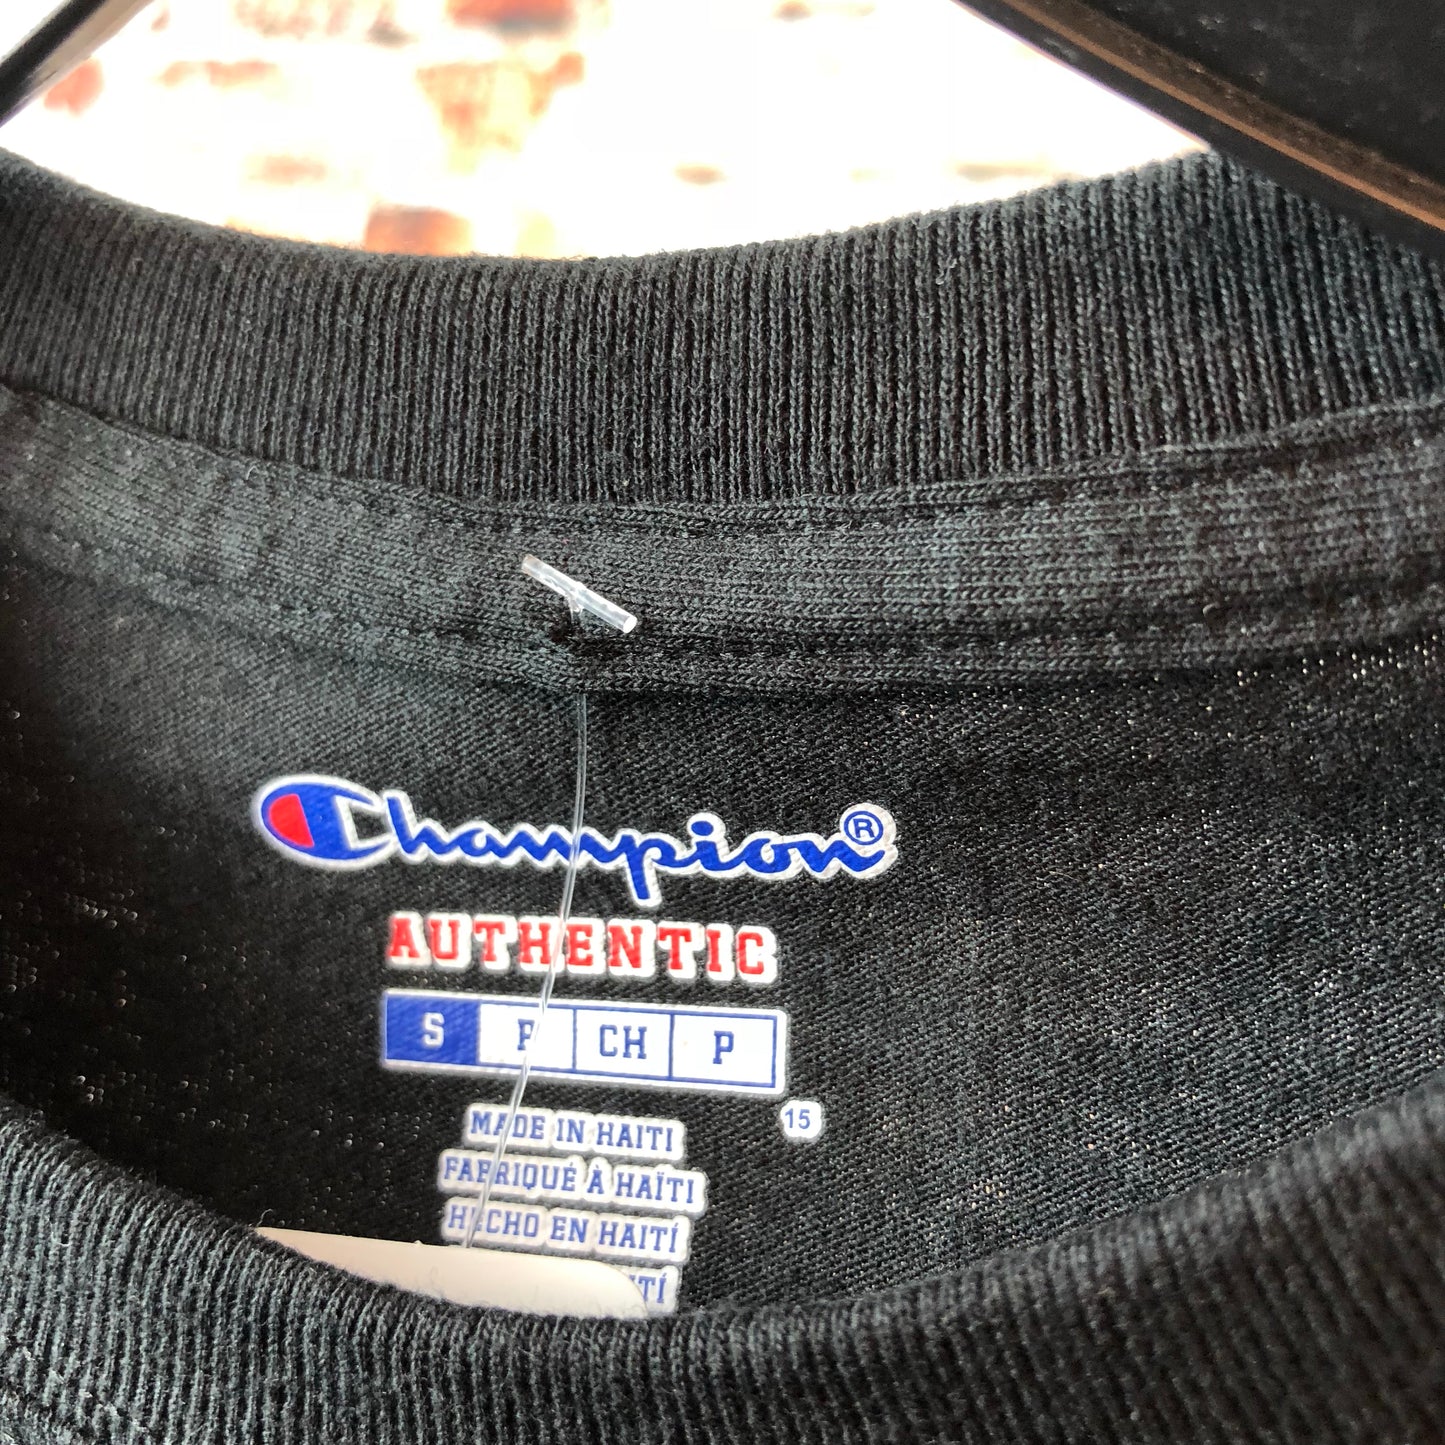 Champion®
AUTHENTIC
S P CH P
15
MADE IN HAITI
FABRIQUÉ À HAÏTI
HECHO EN HAITÍ